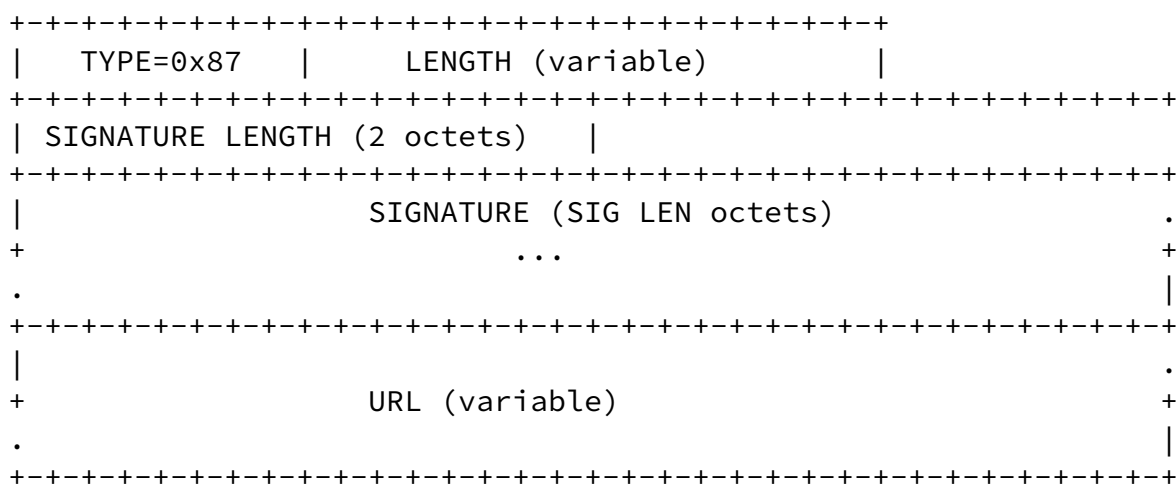 +-+-+-+-+-+-+-+-+-+-+-+-+-+-+-+-+-+-+-+-+-+-+-+-+
|   TYPE=0x87   |     LENGTH (variable)         |
+-+-+-+-+-+-+-+-+-+-+-+-+-+-+-+-+-+-+-+-+-+-+-+-+-+-+-+-+-+-+-+-+
| SIGNATURE LENGTH (2 octets)   |
+-+-+-+-+-+-+-+-+-+-+-+-+-+-+-+-+-+-+-+-+-+-+-+-+-+-+-+-+-+-+-+-+
|                   SIGNATURE (SIG LEN octets)                  .
+                           ...                                 +
.                                                               |
+-+-+-+-+-+-+-+-+-+-+-+-+-+-+-+-+-+-+-+-+-+-+-+-+-+-+-+-+-+-+-+-+
|                                                               .
+                   URL (variable)                              +
.                                                               |
+-+-+-+-+-+-+-+-+-+-+-+-+-+-+-+-+-+-+-+-+-+-+-+-+-+-+-+-+-+-+-+-+